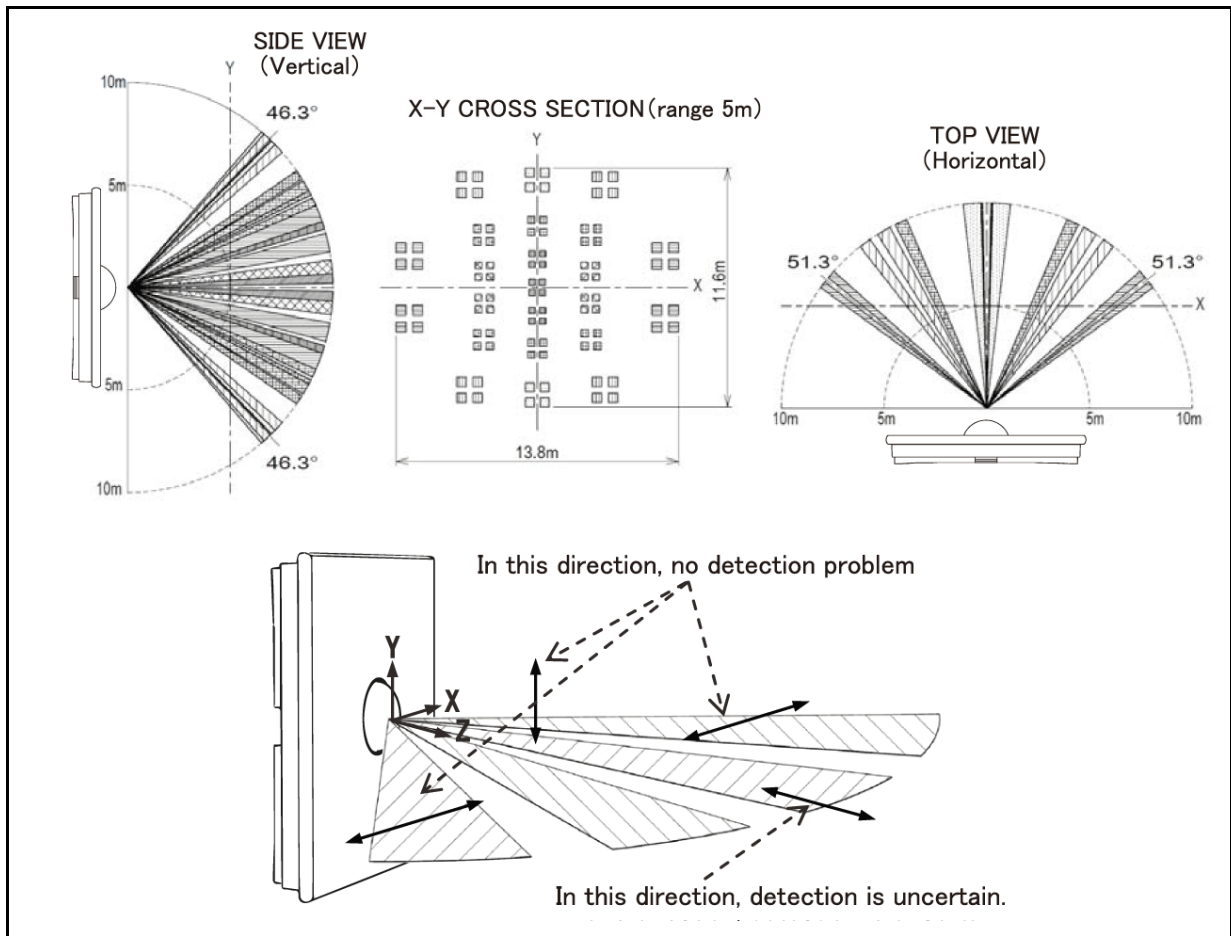 SIDE VIEW
(Vertical)
Y
10m
46.3°
5m
5m
46.3°
10m
X-Y CROSS SECTION(range 5m)
Y
X
11.6m
13.8m
TOP VIEW
(Horizontal)
51.3°
51.3°
X
10m
5m
5m
10m
In this direction, no detection problem
Y
X
Z
In this direction, detection is uncertain.